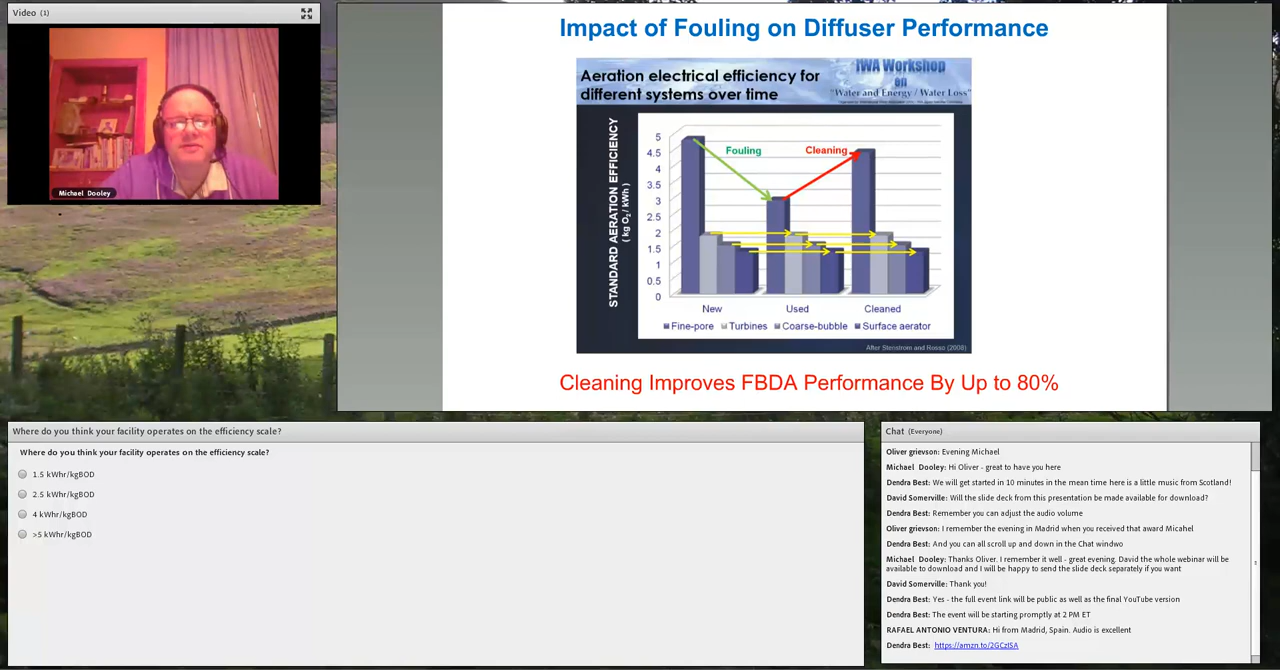 Video (1)
Michael Dooley
Impact of Fouling on Diffuser Performance
Aeration electrical efficiency for
different systems over time
IWA Workshop
on
"Water and Energy / Water Loss"
STANDARD AERATION EFFICIENCY
( kg O2 / kWh )
5
4.5
4
3.5
3
2.5
2
1.5
1
0.5
0
Fouling
Cleaning
New
Used
Cleaned
Fine-pore
Turbines
Coarse-bubble
Surface aerator
After Stenstrom and Rosso (2008)
Cleaning Improves FBDA Performance By Up to 80%
Where do you think your facility operates on the efficiency scale?
Where do you think your facility operates on the efficiency scale?
1.5 kWhr/kgBOD
2.5 kWhr/kgBOD
4 kWhr/kgBOD
>5 kWhr/kgBOD
Chat (Everyone)
Oliver grievson: Evening Michael
Michael Dooley: Hi Oliver - great to have you here
Dendra Best: We will get started in 10 minutes in the mean time here is a little music from Scotland!
David Somerville: Will the slide deck from this presentation be made available for download?
Dendra Best: Remember you can adjust the audio volume
Oliver grievson: I remember the evening in Madrid when you received that award Micahel
Dendra Best: And you can all scroll up and down in the Chat windwo
Michael Dooley: Thanks Oliver. I remember it well - great evening. David the whole webinar will be
available to download and I will be happy to send the slide deck separately if you want
David Somerville: Thank you!
Dendra Best: Yes - the full event link will be public as well as the final YouTube version
Dendra Best: The event will be starting promptly at 2 PM ET
RAFAEL ANTONIO VENTURA: Hi from Madrid, Spain. Audio is excellent
Dendra Best: https://amzn.to/2GCzISA